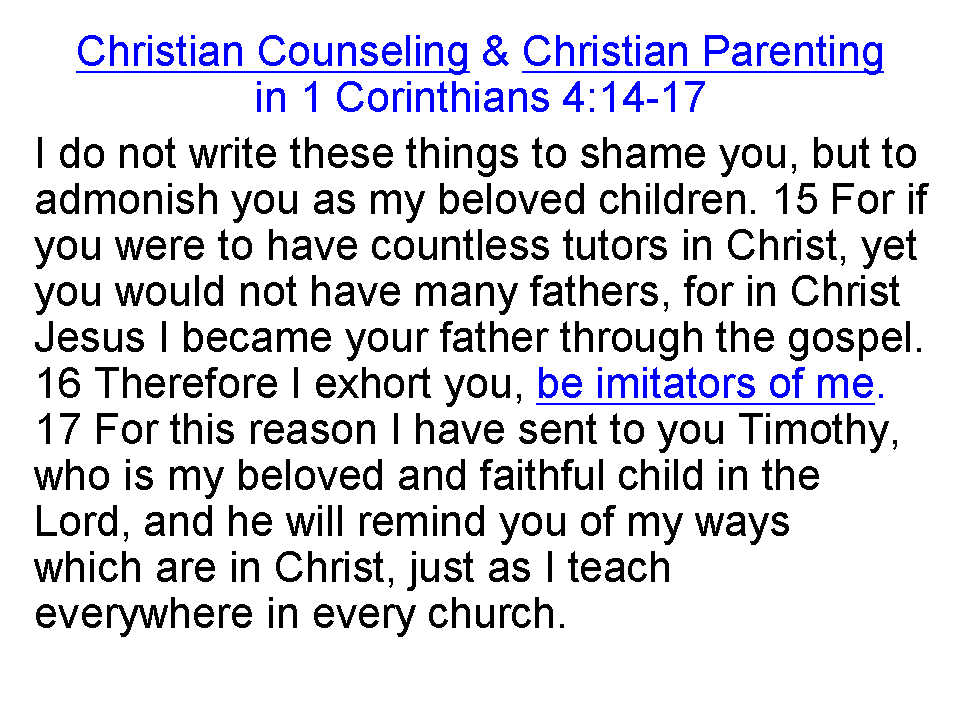 Christian Counseling & Christian Parenting
in 1 Corinthians 4:14-17
I do not write these things to shame you, but to
admonish you as my beloved children. 15 For if
you were to have countless tutors in Christ, yet
you would not have many fathers, for in Christ
Jesus I became your father through the gospel.
16 Therefore I exhort you, be imitators of me.
17 For this reason I have sent to you Timothy,
who is my beloved and faithful child in the
Lord, and he will remind you of my ways
which are in Christ, just as I teach
everywhere in every church.